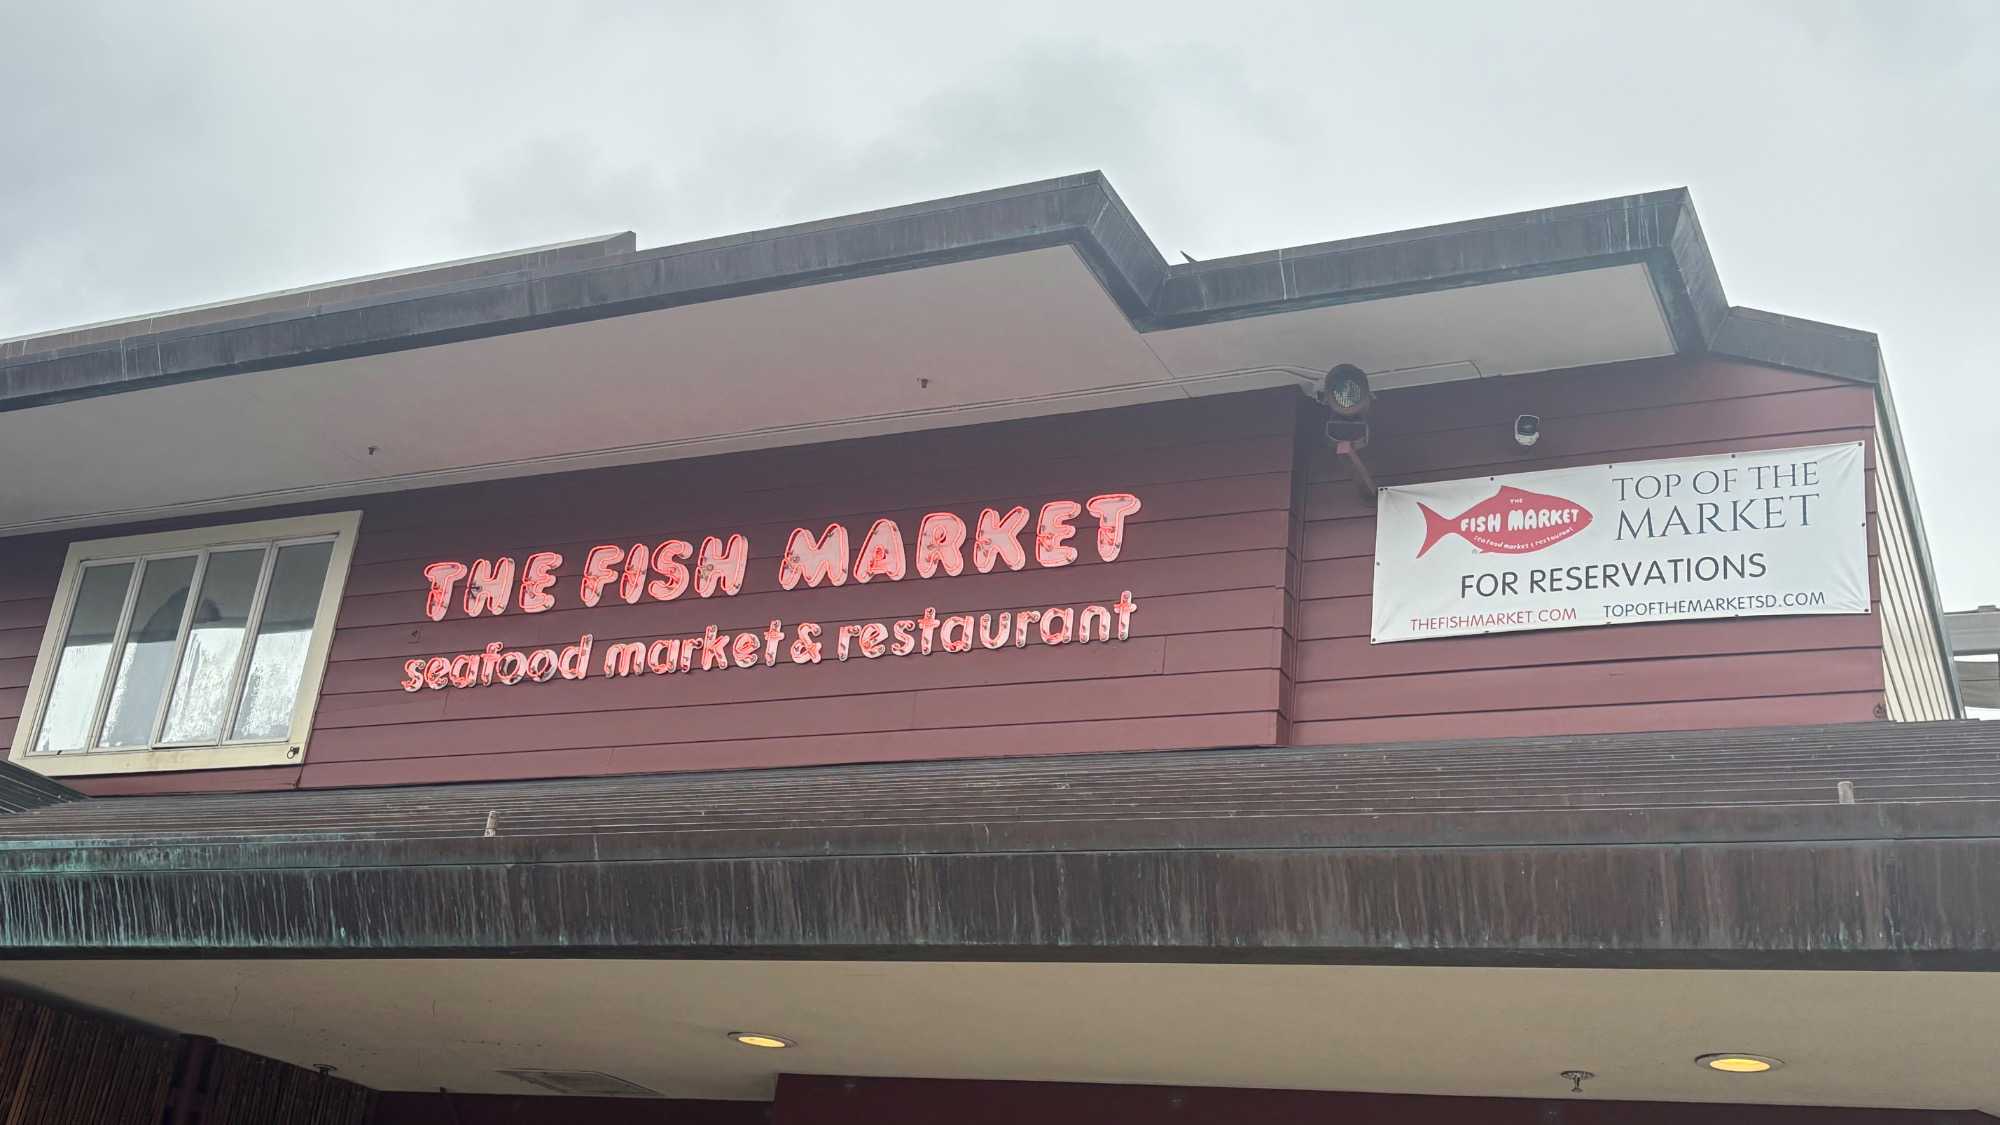 THE FISH MARKET
seafood market & restaurant
THE
FISH MARKET
seafood market & restaurant
TOP OF THE
MARKET
FOR RESERVATIONS
THEFISHMARKET.COM TOPOFTHEMARKETSD.COM